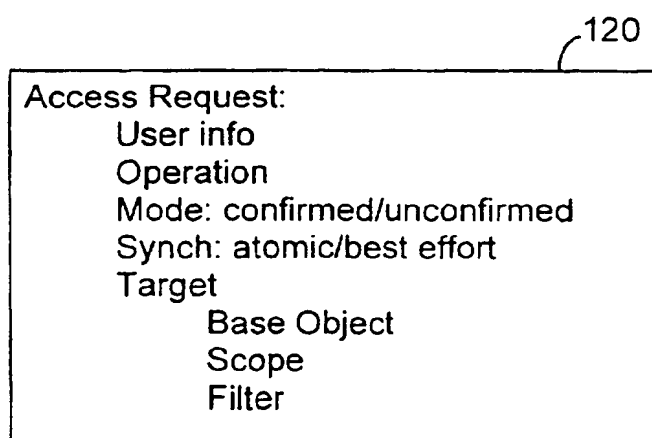 120
Access Request:
User info
Operation
Mode: confirmed/unconfirmed
Synch: atomic/best effort
Target
Base Object
Scope
Filter